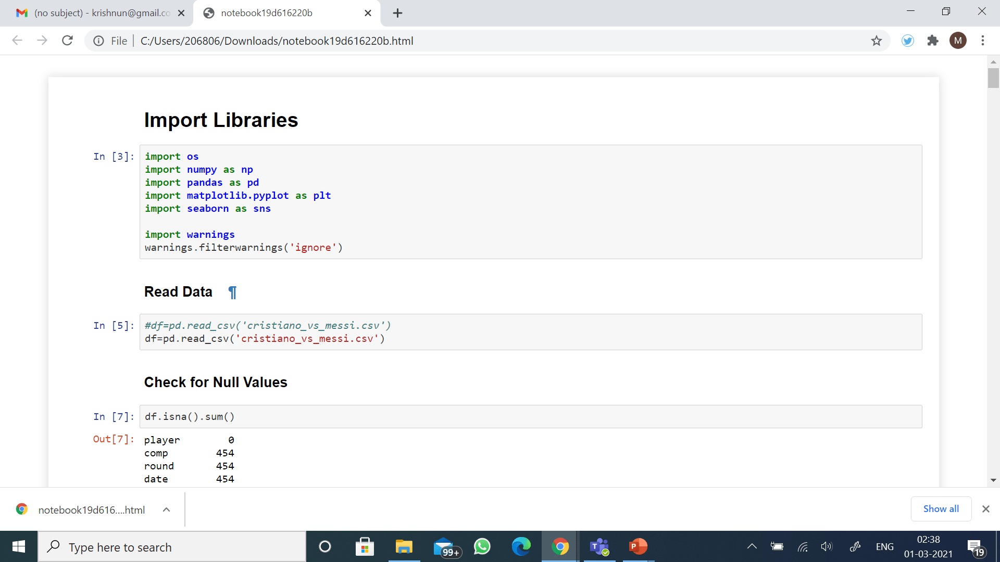 (no subject) - krishnun@gmail.co
notebook19d616220b
File
C:/Users/206806/Downloads/notebook19d616220b.html
M
Import Libraries
In [3]:
import os
import numpy as np
import pandas as pd
import matplotlib.pyplot as plt
import seaborn as sns
import warnings
warnings.filterwarnings('ignore')
Read Data ¶
In [5]:
#df=pd.read_csv('cristiano_vs_messi.csv')
df=pd.read_csv('cristiano_vs_messi.csv')
Check for Null Values
In [7]:
df.isna().sum()
Out[7]:
player 0
comp 454
round 454
date 454
notebook19d616....html
Show all
Type here to search
99+
T
P
ENG
02:38
01-03-2021
19